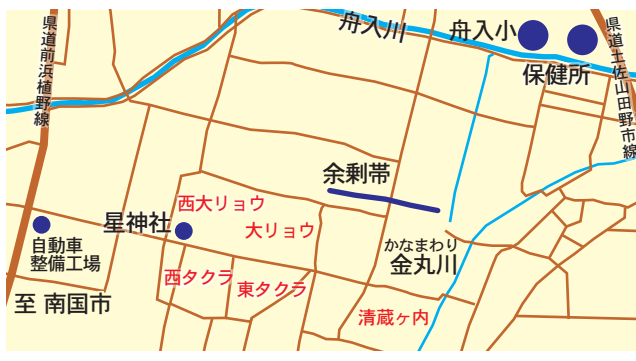 県道前浜植野線
舟入川
舟入小
保健所
県道土佐山田野市線
余剰帯
西大リョウ
大リョウ
星神社
自動車
整備工場
西タクラ
東タクラ
かなまわり
金丸川
清蔵ヶ内
至 南国市